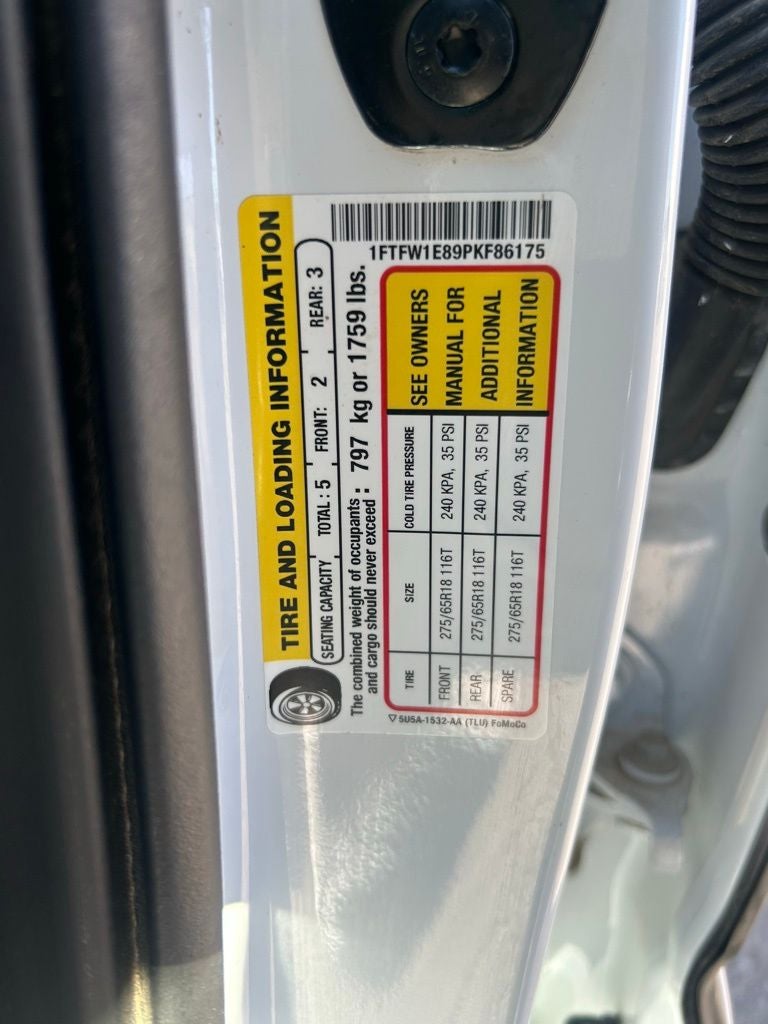 1FTFW1E89PKF86175
TIRE AND LOADING INFORMATION
SEATING CAPACITY TOTAL : 5 FRONT: 2 REAR: 3
The combined weight of occupants
and cargo should never exceed : 797 kg or 1759 lbs.
TIRE SIZE COLD TIRE PRESSURE
FRONT 275/65R18 116T 240 KPA, 35 PSI
REAR 275/65R18 116T 240 KPA, 35 PSI
SPARE 275/65R18 116T 240 KPA, 35 PSI
SEE OWNERS
MANUAL FOR
ADDITIONAL
INFORMATION
5U5A-1532-AA (TLU) FoMoCo